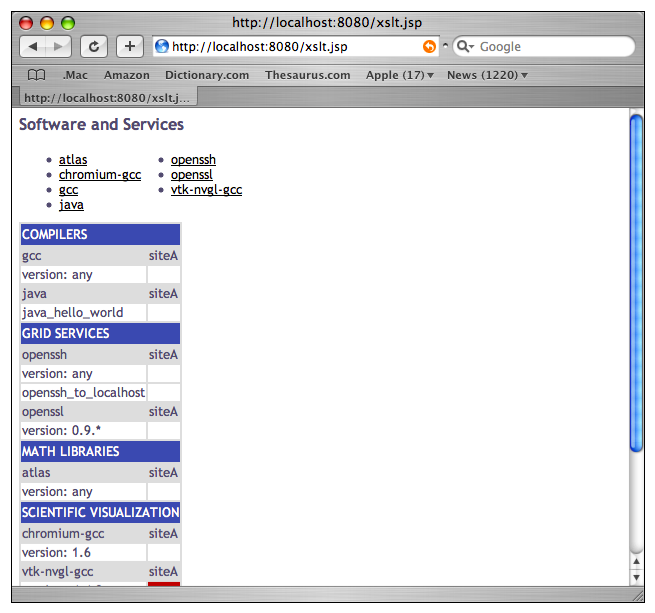 http://localhost:8080/xslt.jsp
http://localhost:8080/xslt.jsp
Google
.Mac Amazon Dictionary.com Thesaurus.com Apple (17) News (1220)
http://localhost:8080/xslt.j...
Software and Services
atlas openssh
chromium-gcc openssl
gcc vtk-nvgl-gcc
java
COMPILERS
gcc siteA
version: any
java siteA
java_hello_world
GRID SERVICES
openssh siteA
version: any
openssh_to_localhost
openssl siteA
version: 0.9.*
MATH LIBRARIES
atlas siteA
version: any
SCIENTIFIC VISUALIZATION
chromium-gcc siteA
version: 1.6
vtk-nvgl-gcc siteA